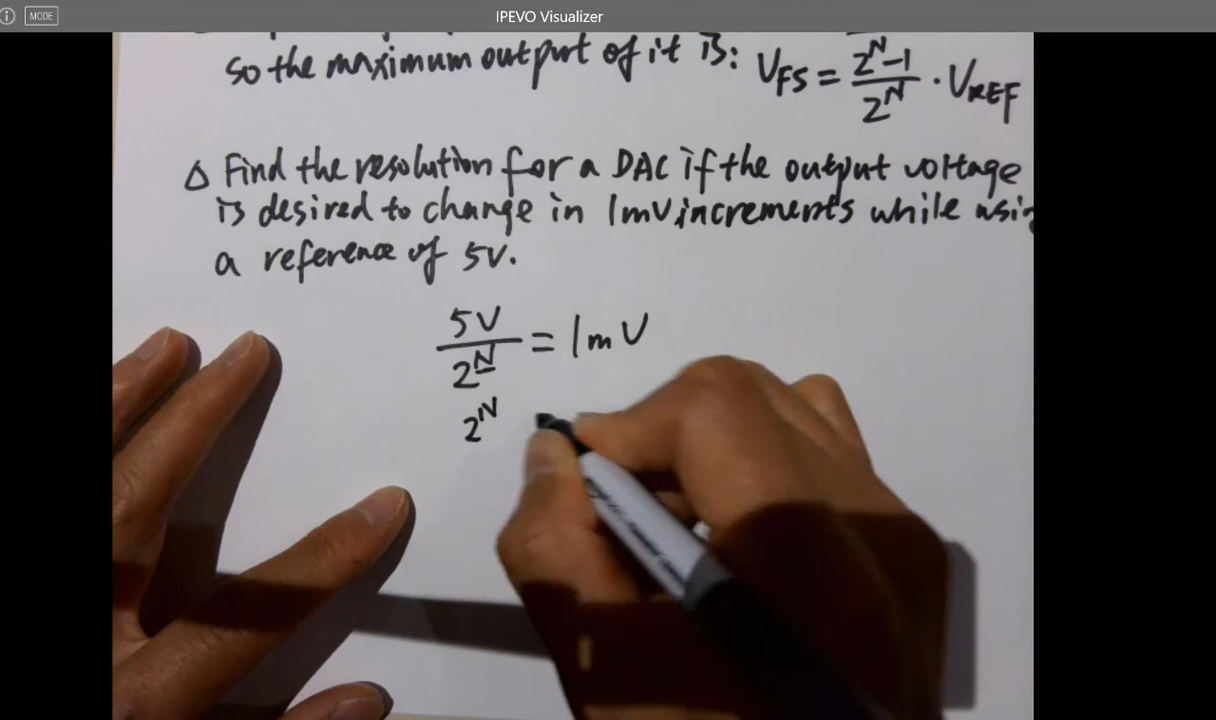 MODE
IPEVO Visualizer
so the maximum output of it is: VFS = 2^N-1 / 2^N · VREF
Δ Find the resolution for a DAC if the output voltage
is desired to change in 1mV increments while usin
a reference of 5V.
5V / 2^N = 1mV
2^N